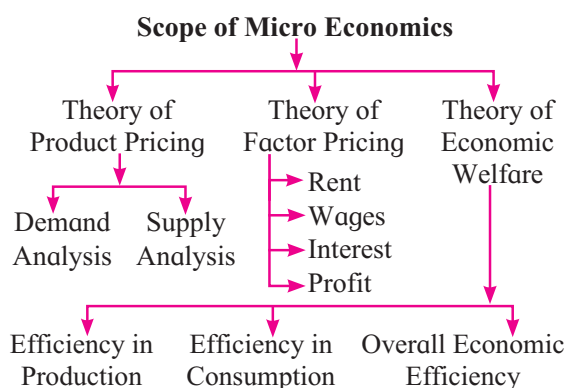 Scope of Micro Economics
Theory of
Product Pricing
Theory of
Factor Pricing
Theory of
Economic
Welfare
Demand
Analysis
Supply
Analysis
Rent
Wages
Interest
Profit
Efficiency in
Production
Efficiency in
Consumption
Overall Economic
Efficiency